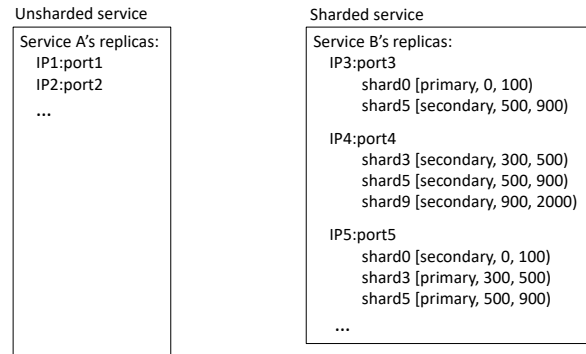 Unsharded service
Service A's replicas:
IP1:port1
IP2:port2
...
Sharded service
Service B's replicas:
IP3:port3
shard0 [primary, 0, 100)
shard5 [secondary, 500, 900)
IP4:port4
shard3 [secondary, 300, 500)
shard5 [secondary, 500, 900)
shard9 [secondary, 900, 2000)
IP5:port5
shard0 [secondary, 0, 100)
shard3 [primary, 300, 500)
shard5 [primary, 500, 900)
...